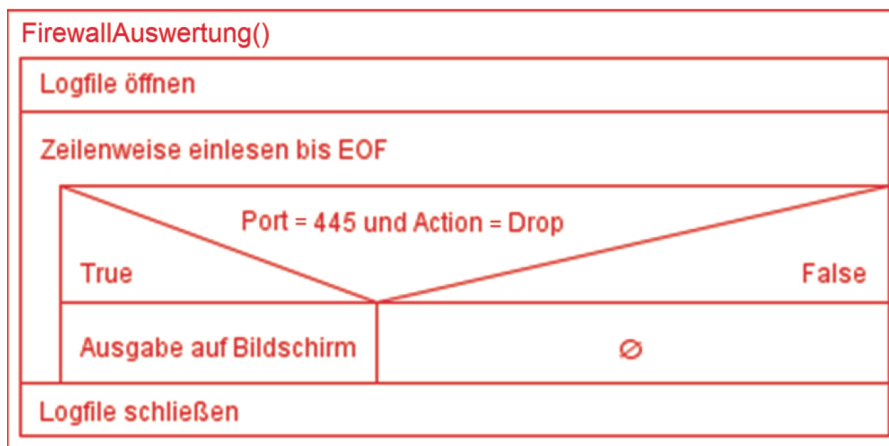 FirewallAuswertung()
Logfile öffnen
Zeilenweise einlesen bis EOF
Port = 445 und Action = Drop
True False
Ausgabe auf Bildschirm ∅
Logfile schließen